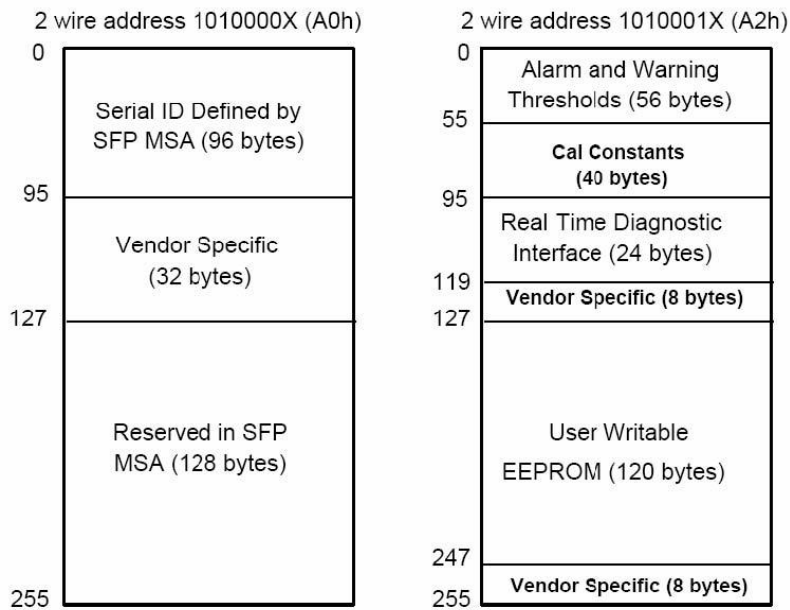 2 wire address 1010000X (A0h)
0
Serial ID Defined by
SFP MSA (96 bytes)
95
Vendor Specific
(32 bytes)
127
Reserved in SFP
MSA (128 bytes)
255
2 wire address 1010001X (A2h)
0
Alarm and Warning
Thresholds (56 bytes)
55
Cal Constants
(40 bytes)
95
Real Time Diagnostic
Interface (24 bytes)
119
Vendor Specific (8 bytes)
127
User Writable
EEPROM (120 bytes)
247
Vendor Specific (8 bytes)
255